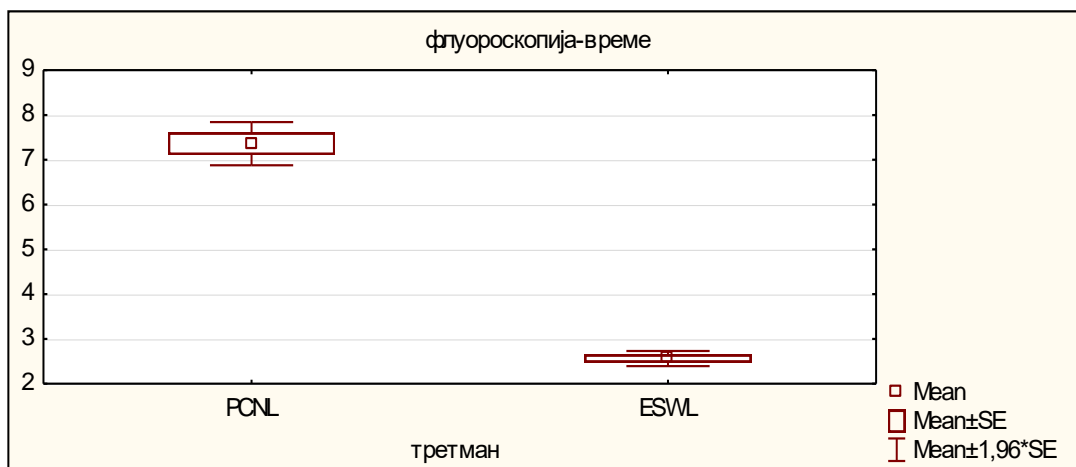 флуороскопија-време
9
8
7
6
5
4
3
2
PCNL ESWL
третман
Mean
Mean±SE
Mean±1,96*SE